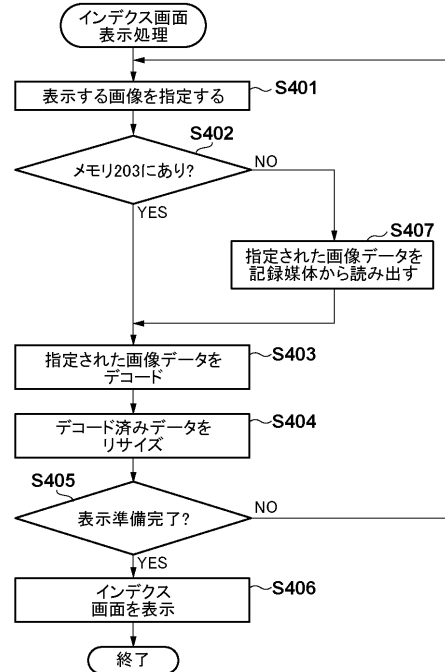 インデクス画面
表示処理
表示する画像を指定する
S401
S402
メモリ203にあり?
NO
YES
S407
指定された画像データを
記録媒体から読み出す
指定された画像データを
デコード
S403
デコード済みデータを
リサイズ
S404
S405
表示準備完了?
NO
YES
インデクス
画面を表示
S406
終了